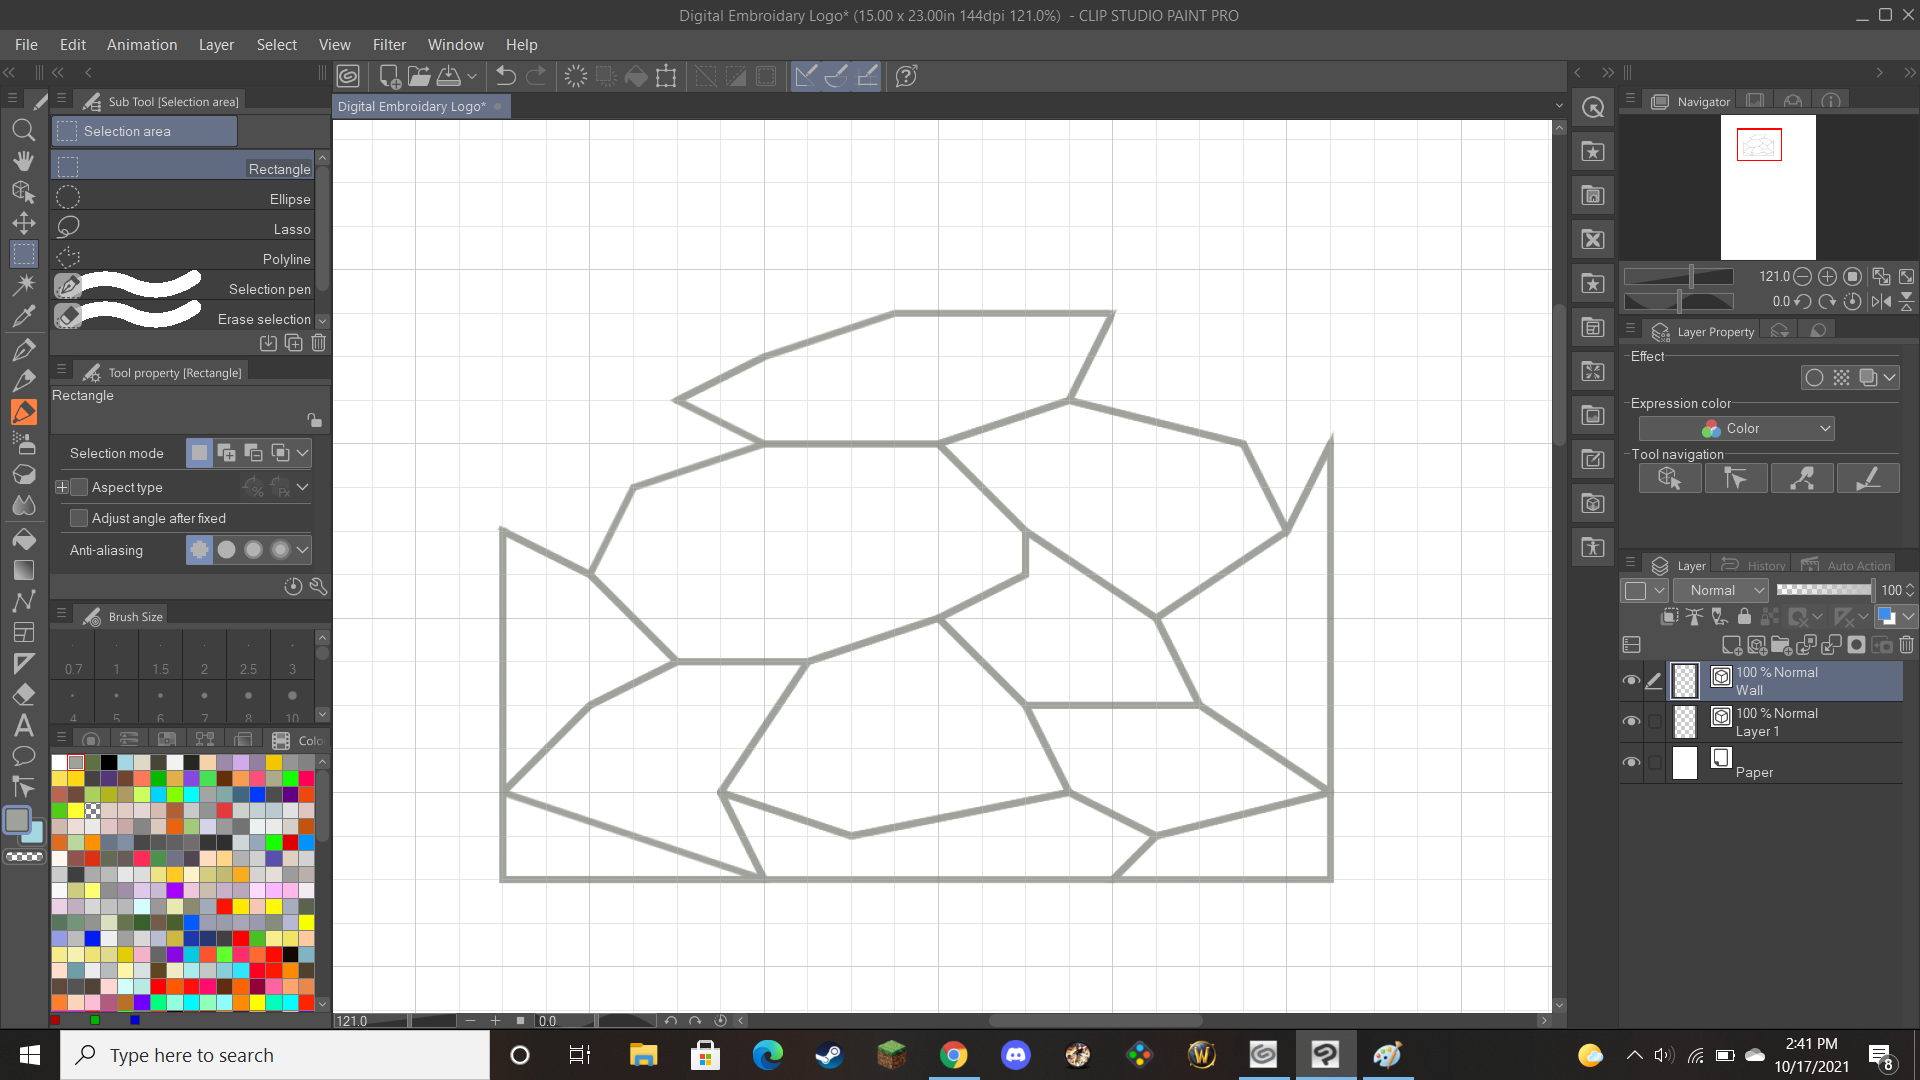 Digital Embroidary Logo* (15.00 x 23.00in 144dpi 121.0%)  - CLIP STUDIO PAINT PRO
File Edit Animation Layer Select View Filter Window Help
Sub Tool [Selection area]
Selection area
Rectangle
Ellipse
Lasso
Polyline
Selection pen
Erase selection
Tool property [Rectangle]
Rectangle
Selection mode
Aspect type
Adjust angle after fixed
Anti-aliasing
Brush Size
0.7 1 1.5 2 2.5 3
4 5 6 7 8 10
Colo
Digital Embroidary Logo*
121.0 0.0
Navigator
121.0
0.0
Layer Property
Effect
Expression color
Color
Tool navigation
Layer History Auto Action
Normal 100
100 % Normal
Wall
100 % Normal
Layer 1
Paper
Type here to search
2:41 PM
10/17/2021
8